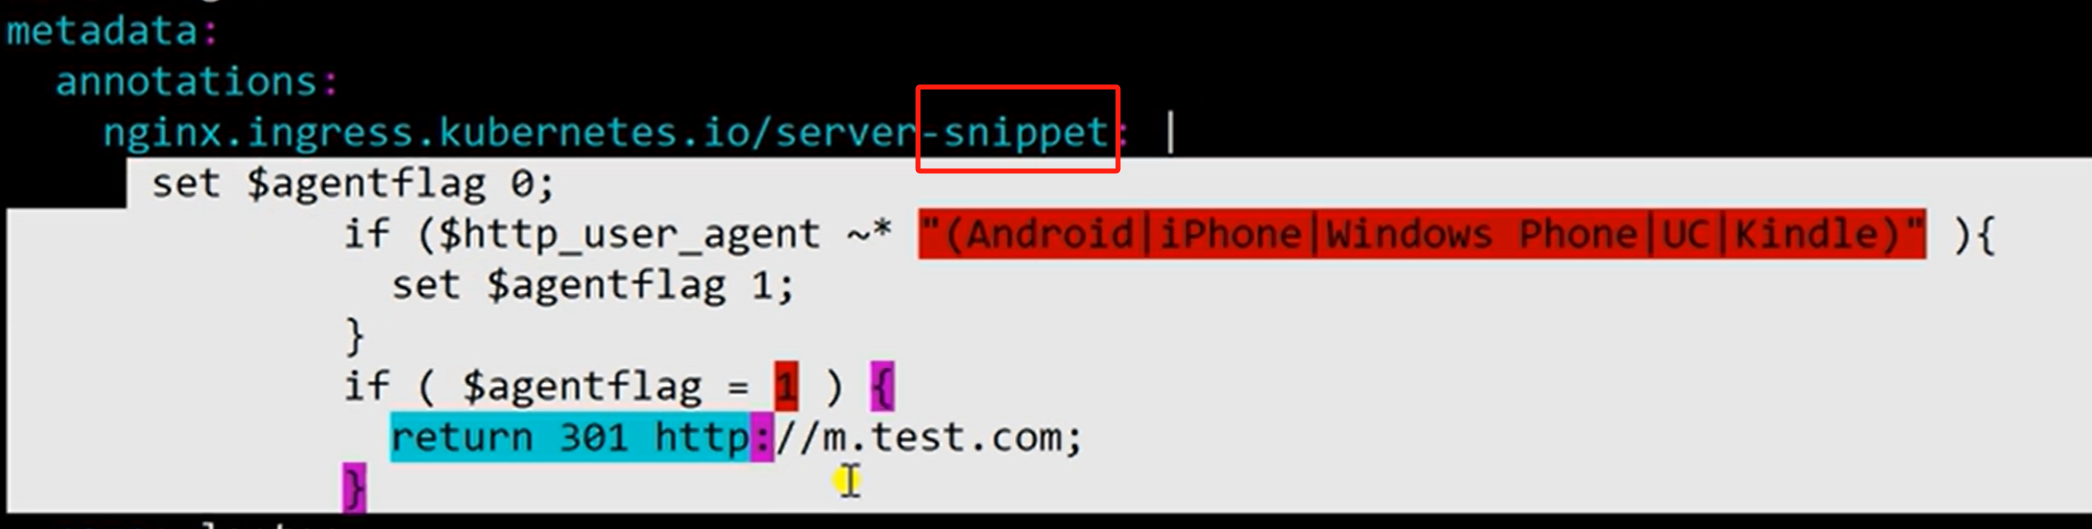 metadata:
annotations:
nginx.ingress.kubernetes.io/server-snippet: |
set $agentflag 0;
if ($http_user_agent ~* "(Android|iPhone|Windows Phone|UC|Kindle)" ){
set $agentflag 1;
}
if ( $agentflag = 1 ) {
return 301 http://m.test.com;
}